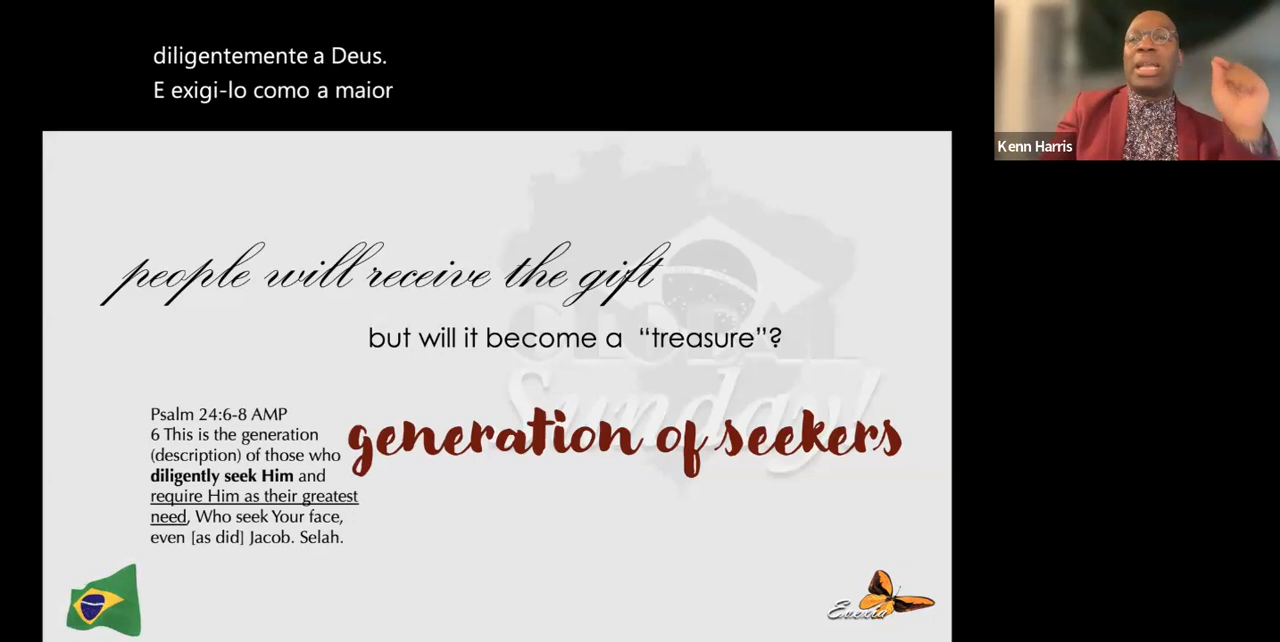 diligentemente a Deus.
E exigi-lo como a maior
Kenn Harris
people will receive the gift
but will it become a “treasure”?
GLOBAL
Sunday!
generation of seekers
Psalm 24:6-8 AMP
6 This is the generation
(description) of those who
diligently seek Him and
require Him as their greatest
need, Who seek Your face,
even [as did] Jacob. Selah.